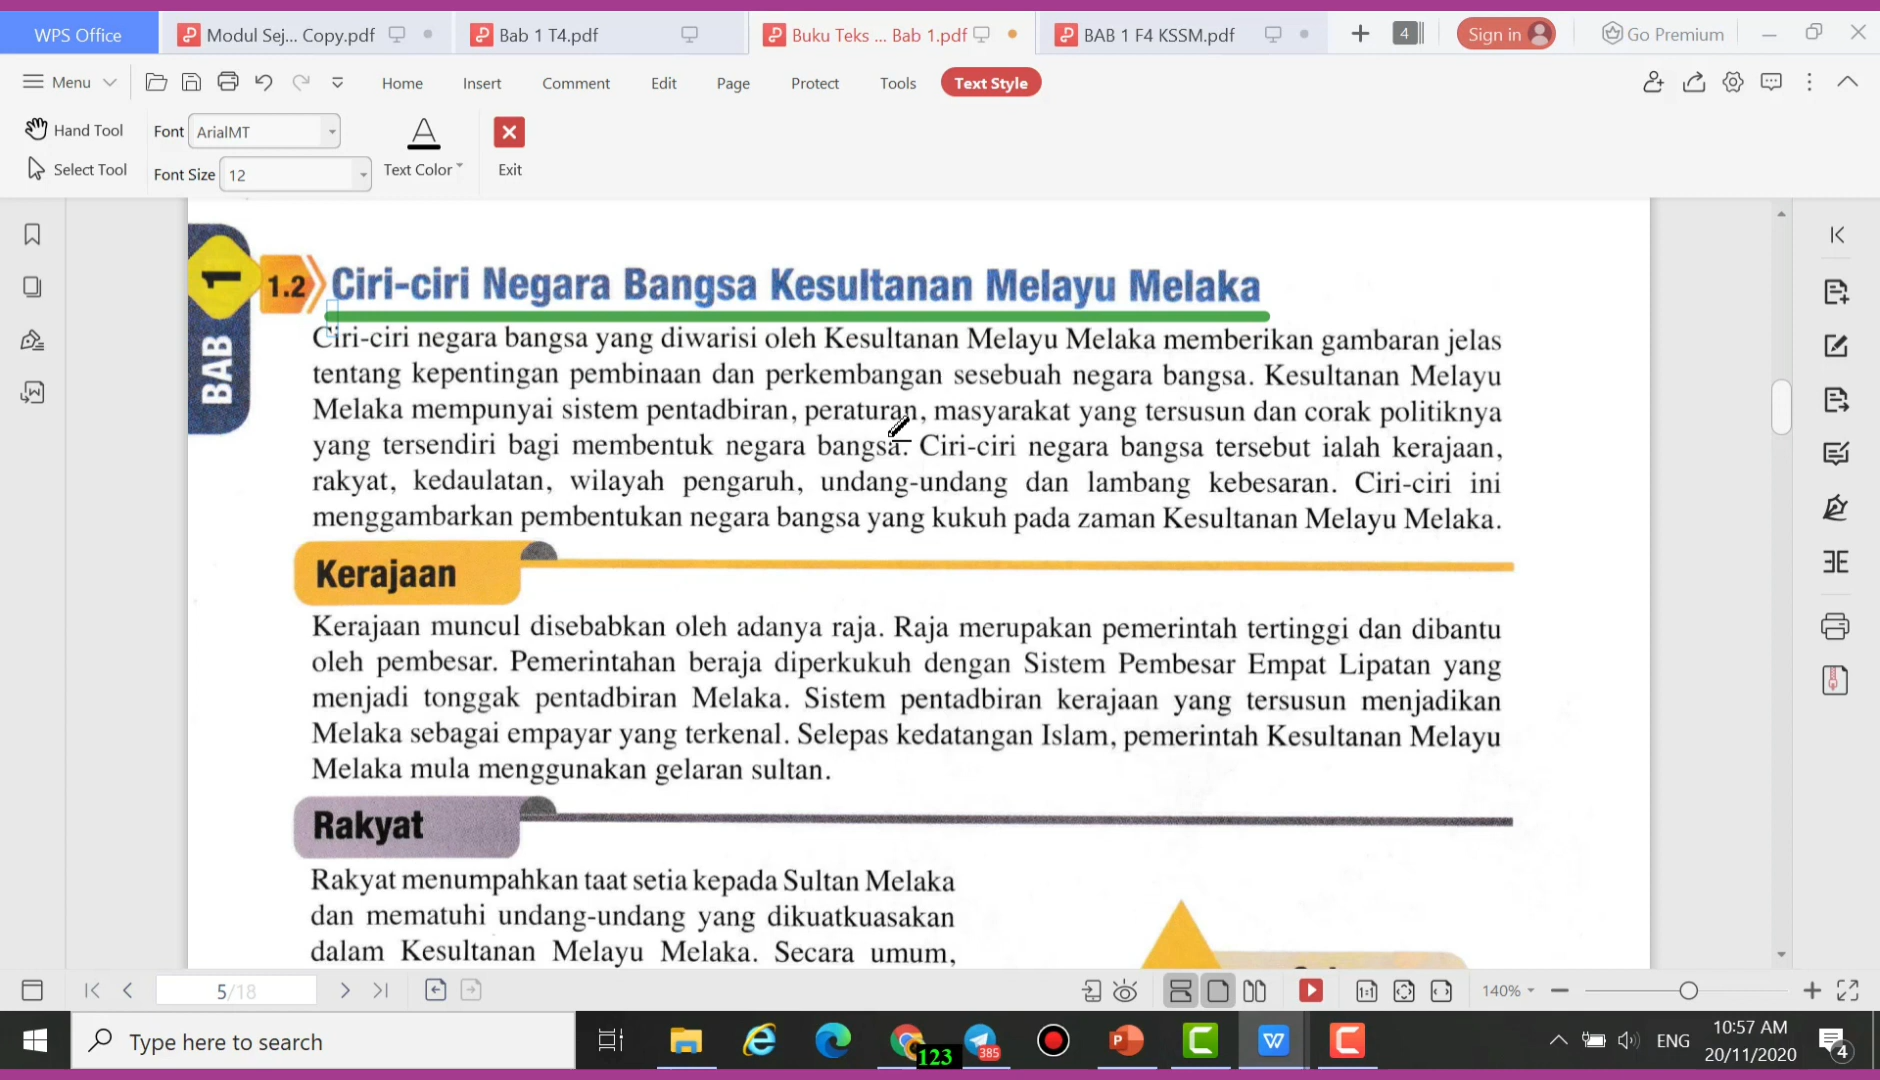 WPS Office
Modul Sej... Copy.pdf
Bab 1 T4.pdf
Buku Teks ... Bab 1.pdf
BAB 1 F4 KSSM.pdf
4
Sign in
Go Premium
Menu
Home
Insert
Comment
Edit
Page
Protect
Tools
Text Style
Hand Tool
Select Tool
Font
ArialMT
Font Size
12
Text Color
Exit
BAB 1
1.2 Ciri-ciri Negara Bangsa Kesultanan Melayu Melaka
Ciri-ciri negara bangsa yang diwarisi oleh Kesultanan Melayu Melaka memberikan gambaran jelas
tentang kepentingan pembinaan dan perkembangan sesebuah negara bangsa. Kesultanan Melayu
Melaka mempunyai sistem pentadbiran, peraturan, masyarakat yang tersusun dan corak politiknya
yang tersendiri bagi membentuk negara bangsa. Ciri-ciri negara bangsa tersebut ialah kerajaan,
rakyat, kedaulatan, wilayah pengaruh, undang-undang dan lambang kebesaran. Ciri-ciri ini
menggambarkan pembentukan negara bangsa yang kukuh pada zaman Kesultanan Melayu Melaka.
Kerajaan
Kerajaan muncul disebabkan oleh adanya raja. Raja merupakan pemerintah tertinggi dan dibantu
oleh pembesar. Pemerintahan beraja diperkukuh dengan Sistem Pembesar Empat Lipatan yang
menjadi tonggak pentadbiran Melaka. Sistem pentadbiran kerajaan yang tersusun menjadikan
Melaka sebagai empayar yang terkenal. Selepas kedatangan Islam, pemerintah Kesultanan Melayu
Melaka mula menggunakan gelaran sultan.
Rakyat
Rakyat menumpahkan taat setia kepada Sultan Melaka
dan mematuhi undang-undang yang dikuatkuasakan
dalam Kesultanan Melayu Melaka. Secara umum,
5/18
140%
Type here to search
123
385
ENG
10:57 AM
20/11/2020
4